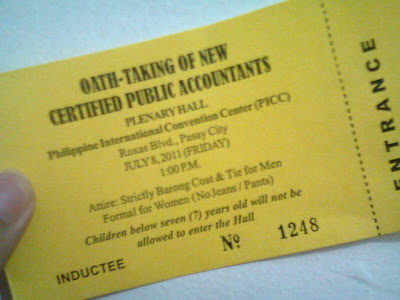 OATH-TAKING OF NEW
CERTIFIED PUBLIC ACCOUNTANTS
PLENARY HALL
Philippine International Convention Center (PICC)
Roxas Blvd., Pasay City
JULY 8, 2011 (FRIDAY)
1:00 P.M.
Attire: Strictly Barong Coat & Tie for Men
Formal for Women (No Jeans / Pants)
Children below seven (7) years old will not be
allowed to enter the Hall
INDUCTEE
Nº 1248
ENTRANCE